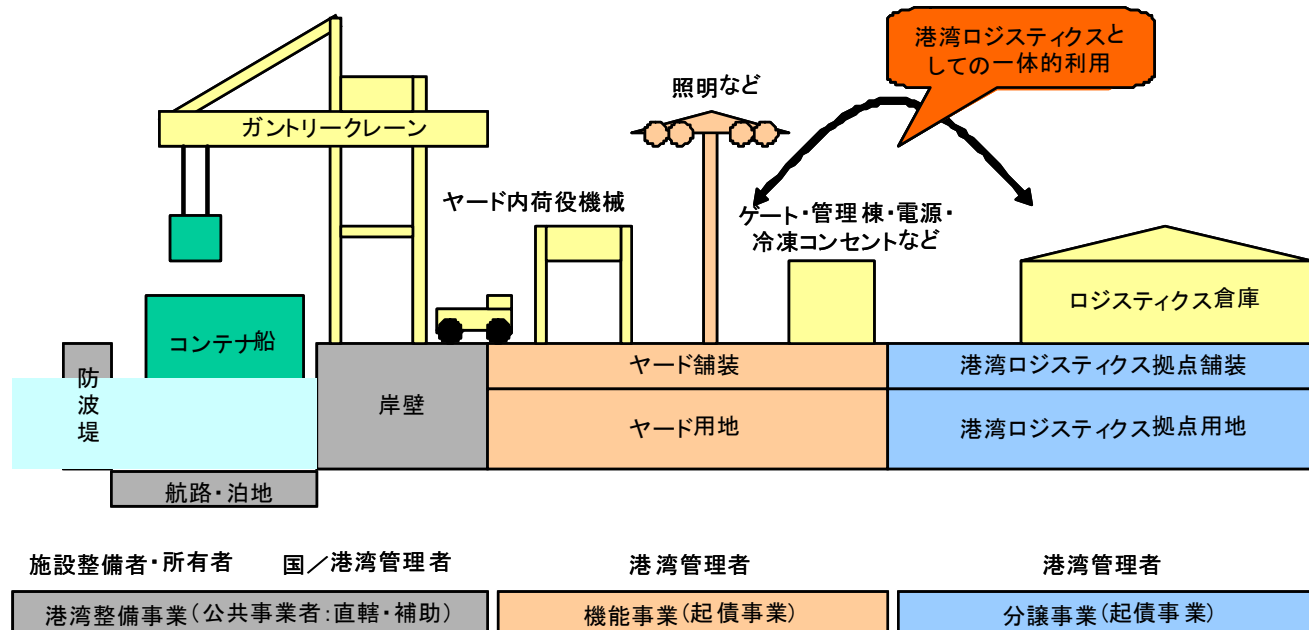 港湾ロジスティクスと
しての一体的利用
照明など
ガントリークレーン
ヤード内荷役機械
ゲート・管理棟・電源・
冷凍コンセントなど
ロジスティクス倉庫
コンテナ船
防
波
堤
岸壁
ヤード舗装
港湾ロジスティクス拠点舗装
ヤード用地
港湾ロジスティクス拠点用地
航路・泊地
施設整備者・所有者 国／港湾管理者
港湾管理者
港湾管理者
港湾整備事業(公共事業者:直轄・補助)
機能事業(起債事業)
分譲事業(起債事業)